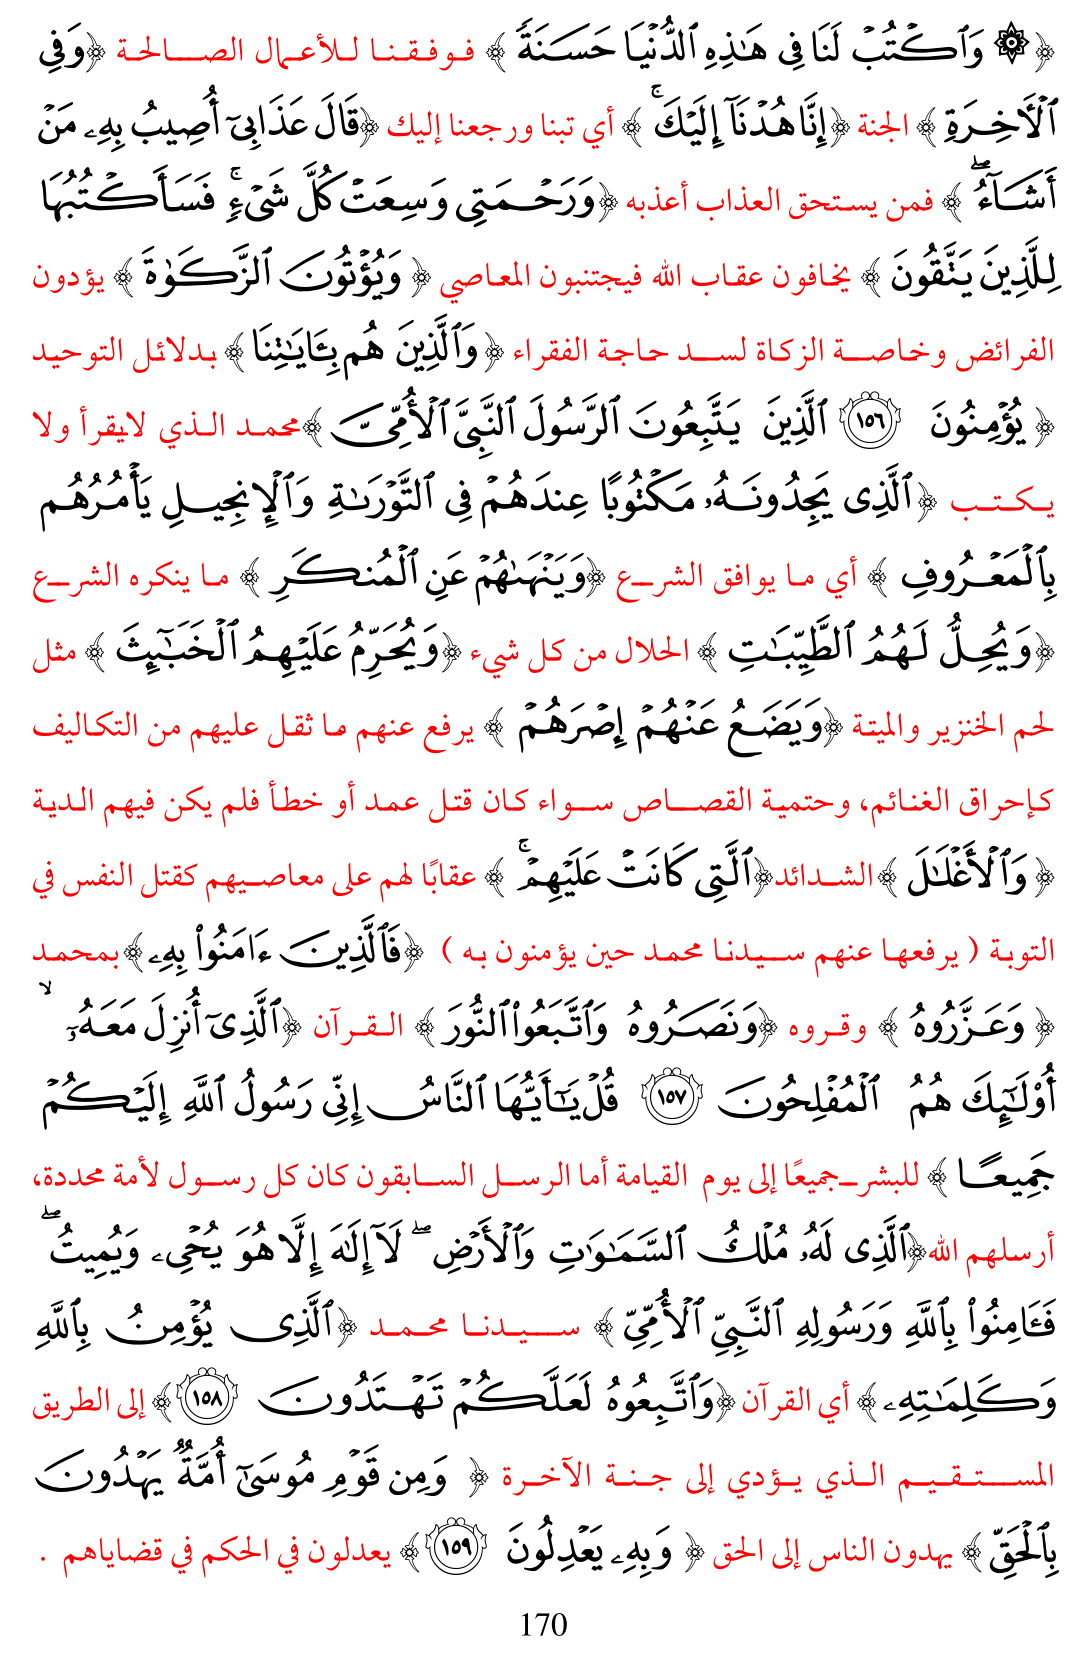 ﴿ ۞ وَٱكۡتُبۡ لَنَا فِى هَـٰذِهِ ٱلدُّنۡيَا حَسَنَةً ﴾ فوفقنا للأعمال الصالحة ﴿وَفِى
ٱلۡأَخِرَةِ ﴾ الجنة ﴿إِنَّا هُدۡنَآ إِلَيۡكَۚ ﴾ أي تبنا ورجعنا إليك ﴿قَالَ عَذَابِىٓ أُصِيبُ بِهِۦ مَنۡ
أَشَآءُۖ ﴾ فمن يستحق العذاب أعذبه ﴿وَرَحۡمَتِى وَسِعَتۡ كُلَّ شَىۡءٍۚ فَسَأَكۡتُبُهَا
لِلَّذِينَ يَتَّقُونَ ﴾ يخافون عقاب الله فيجتنبون المعاصي ﴿ وَيُؤۡتُونَ ٱلزَّكَوٰةَ ﴾ يؤدون
الفرائض وخاصة الزكاة لسد حاجة الفقراء ﴿ وَٱلَّذِينَ هُم بِـَٔايَـٰتِنَا﴾ بدلائل التوحيد
﴿ يُؤۡمِنُونَ ١٥٦ ٱلَّذِينَ يَتَّبِعُونَ ٱلرَّسُولَ ٱلنَّبِىَّ ٱلۡأُمِّىَّ ﴾محمد الذي لايقرأ ولا
يكتب ﴿ٱلَّذِى يَجِدُونَهُۥ مَكۡتُوبًا عِندَهُمۡ فِى ٱلتَّوۡرَىٰةِ وَٱلۡإِنجِيلِ يَأۡمُرُهُم
بِٱلۡمَعۡرُوفِ ﴾ أي ما يوافق الشرع ﴿وَيَنۡهَىٰهُمۡ عَنِ ٱلۡمُنكَرِ ﴾ ما ينكره الشرع
﴿وَيُحِلُّ لَهُمُ ٱلطَّيِّبَـٰتِ ﴾ الحلال من كل شيء ﴿وَيُحَرِّمُ عَلَيۡهِمُ ٱلۡخَبَـٰٓئِثَ ﴾ مثل
لحم الخنزير والميتة ﴿وَيَضَعُ عَنۡهُمۡ إِصۡرَهُمۡ ﴾ يرفع عنهم ما ثقل عليهم من التكاليف
كإحراق الغنائم، وحتمية القصاص سواء كان قتل عمد أو خطأ فلم يكن فيهم الدية
﴿ وَٱلۡأَغۡلَـٰلَ ﴾الشدائد﴿ٱلَّتِى كَانَتۡ عَلَيۡهِمۡۚ ﴾ عقابًا لهم على معاصيهم كقتل النفس في
التوبة ( يرفعها عنهم سيدنا محمد حين يؤمنون به ) ﴿فَٱلَّذِينَ ءَامَنُواْ بِهِۦ﴾بمحمد
﴿ وَعَزَّرُوهُ ﴾ وقروه ﴿وَنَصَرُوهُ وَٱتَّبَعُواْ ٱلنُّورَ ﴾ القرآن ﴿ٱلَّذِىٓ أُنزِلَ مَعَهُۥٓۙ
أُوْلَـٰٓئِكَ هُمُ ٱلۡمُفۡلِحُونَ ١٥٧ قُلۡ يَـٰٓأَيُّهَا ٱلنَّاسُ إِنِّى رَسُولُ ٱللَّهِ إِلَيۡكُمۡ
جَمِيعًا ﴾ للبشر جميعًا إلى يوم القيامة أما الرسل السابقون كان كل رسول لأمة محددة،
أرسلهم الله﴿ٱلَّذِى لَهُۥ مُلۡكُ ٱلسَّمَـٰوَٰتِ وَٱلۡأَرۡضِۖ لَآ إِلَـٰهَ إِلَّا هُوَ يُحۡىِۦ وَيُمِيتُۖ
فَـَٔامِنُواْ بِٱللَّهِ وَرَسُولِهِ ٱلنَّبِىِّ ٱلۡأُمِّىِّ ﴾ سيدنا محمد ﴿ٱلَّذِى يُؤۡمِنُ بِٱللَّهِ
وَكَلِمَـٰتِهِۦ﴾ أي القرآن ﴿وَٱتَّبِعُوهُ لَعَلَّكُمۡ تَهۡتَدُونَ ١٥٨﴾ إلى الطريق
المستقيم الذي يؤدي إلى جنة الآخرة ﴿ وَمِن قَوۡمِ مُوسَىٰٓ أُمَّةٌ يَهۡدُونَ
بِٱلۡحَقِّ ﴾ يهدون الناس إلى الحق ﴿ وَبِهِۦ يَعۡدِلُونَ ١٥٩﴾ يعدلون في الحكم في قضاياهم .
170